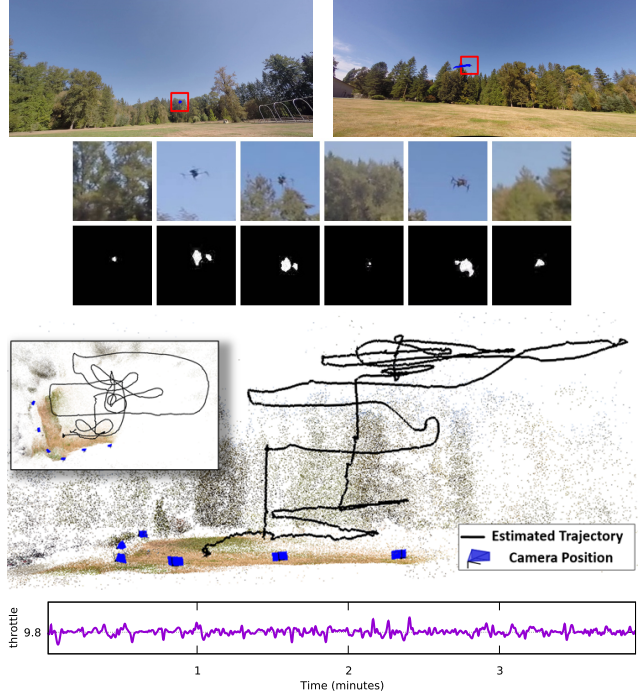 Estimated Trajectory
Camera Position
throttle
9.8
1
2
3
Time (minutes)